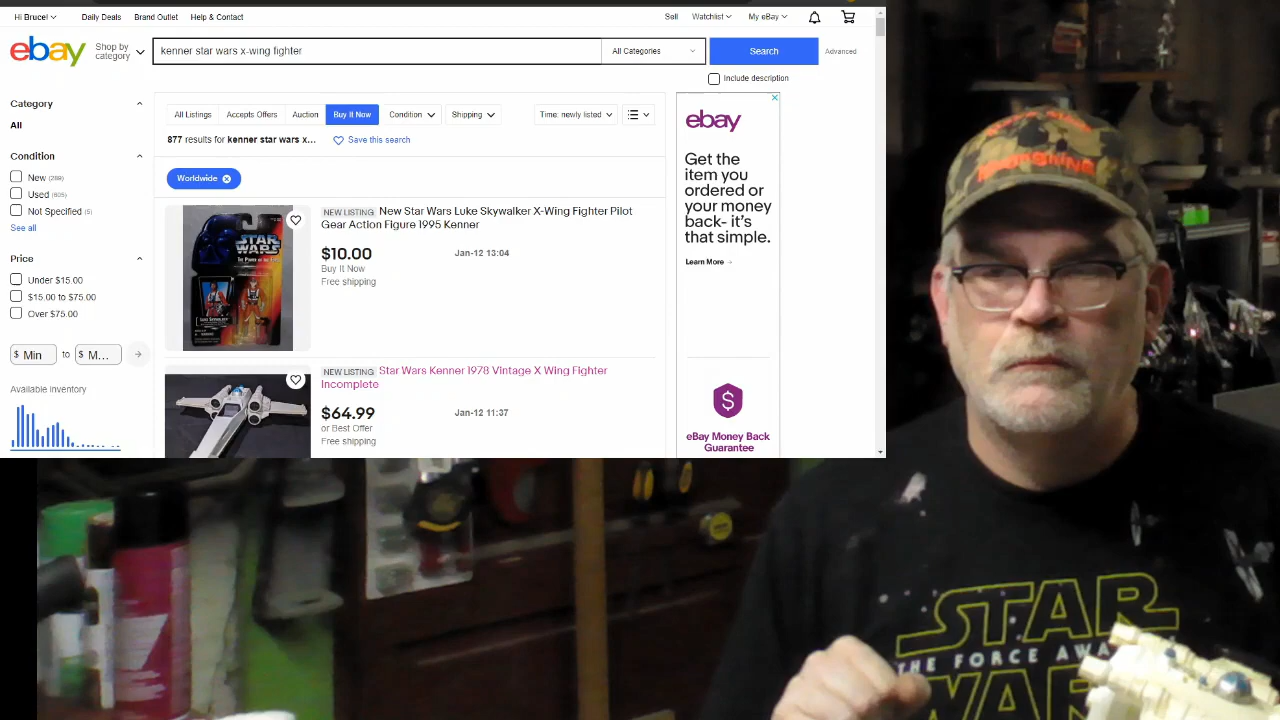 Hi Bruce!
Daily Deals
Brand Outlet
Help & Contact
Sell
Watchlist
My eBay
ebay
Shop by
category
kenner star wars x-wing fighter
All Categories
Search
Advanced
Include description
Category
All
Condition
New (289)
Used (605)
Not Specified (5)
See all
Price
Under $15.00
$15.00 to $75.00
Over $75.00
$ Min
to
$ M...
Available inventory
All Listings
Accepts Offers
Auction
Buy It Now
Condition
Shipping
Time: newly listed
877 results for kenner star wars x...
Save this search
Worldwide
NEW LISTING New Star Wars Luke Skywalker X-Wing Fighter Pilot
Gear Action Figure 1995 Kenner
$10.00
Jan-12 13:04
Buy It Now
Free shipping
STAR
WARS
NEW LISTING Star Wars Kenner 1978 Vintage X Wing Fighter
Incomplete
$64.99
Jan-12 11:37
or Best Offer
Free shipping
ebay
Get the
item you
ordered or
your money
back- it's
that simple.
Learn More →
eBay Money Back
Guarantee
STAR
THE FORCE AWA
WAR